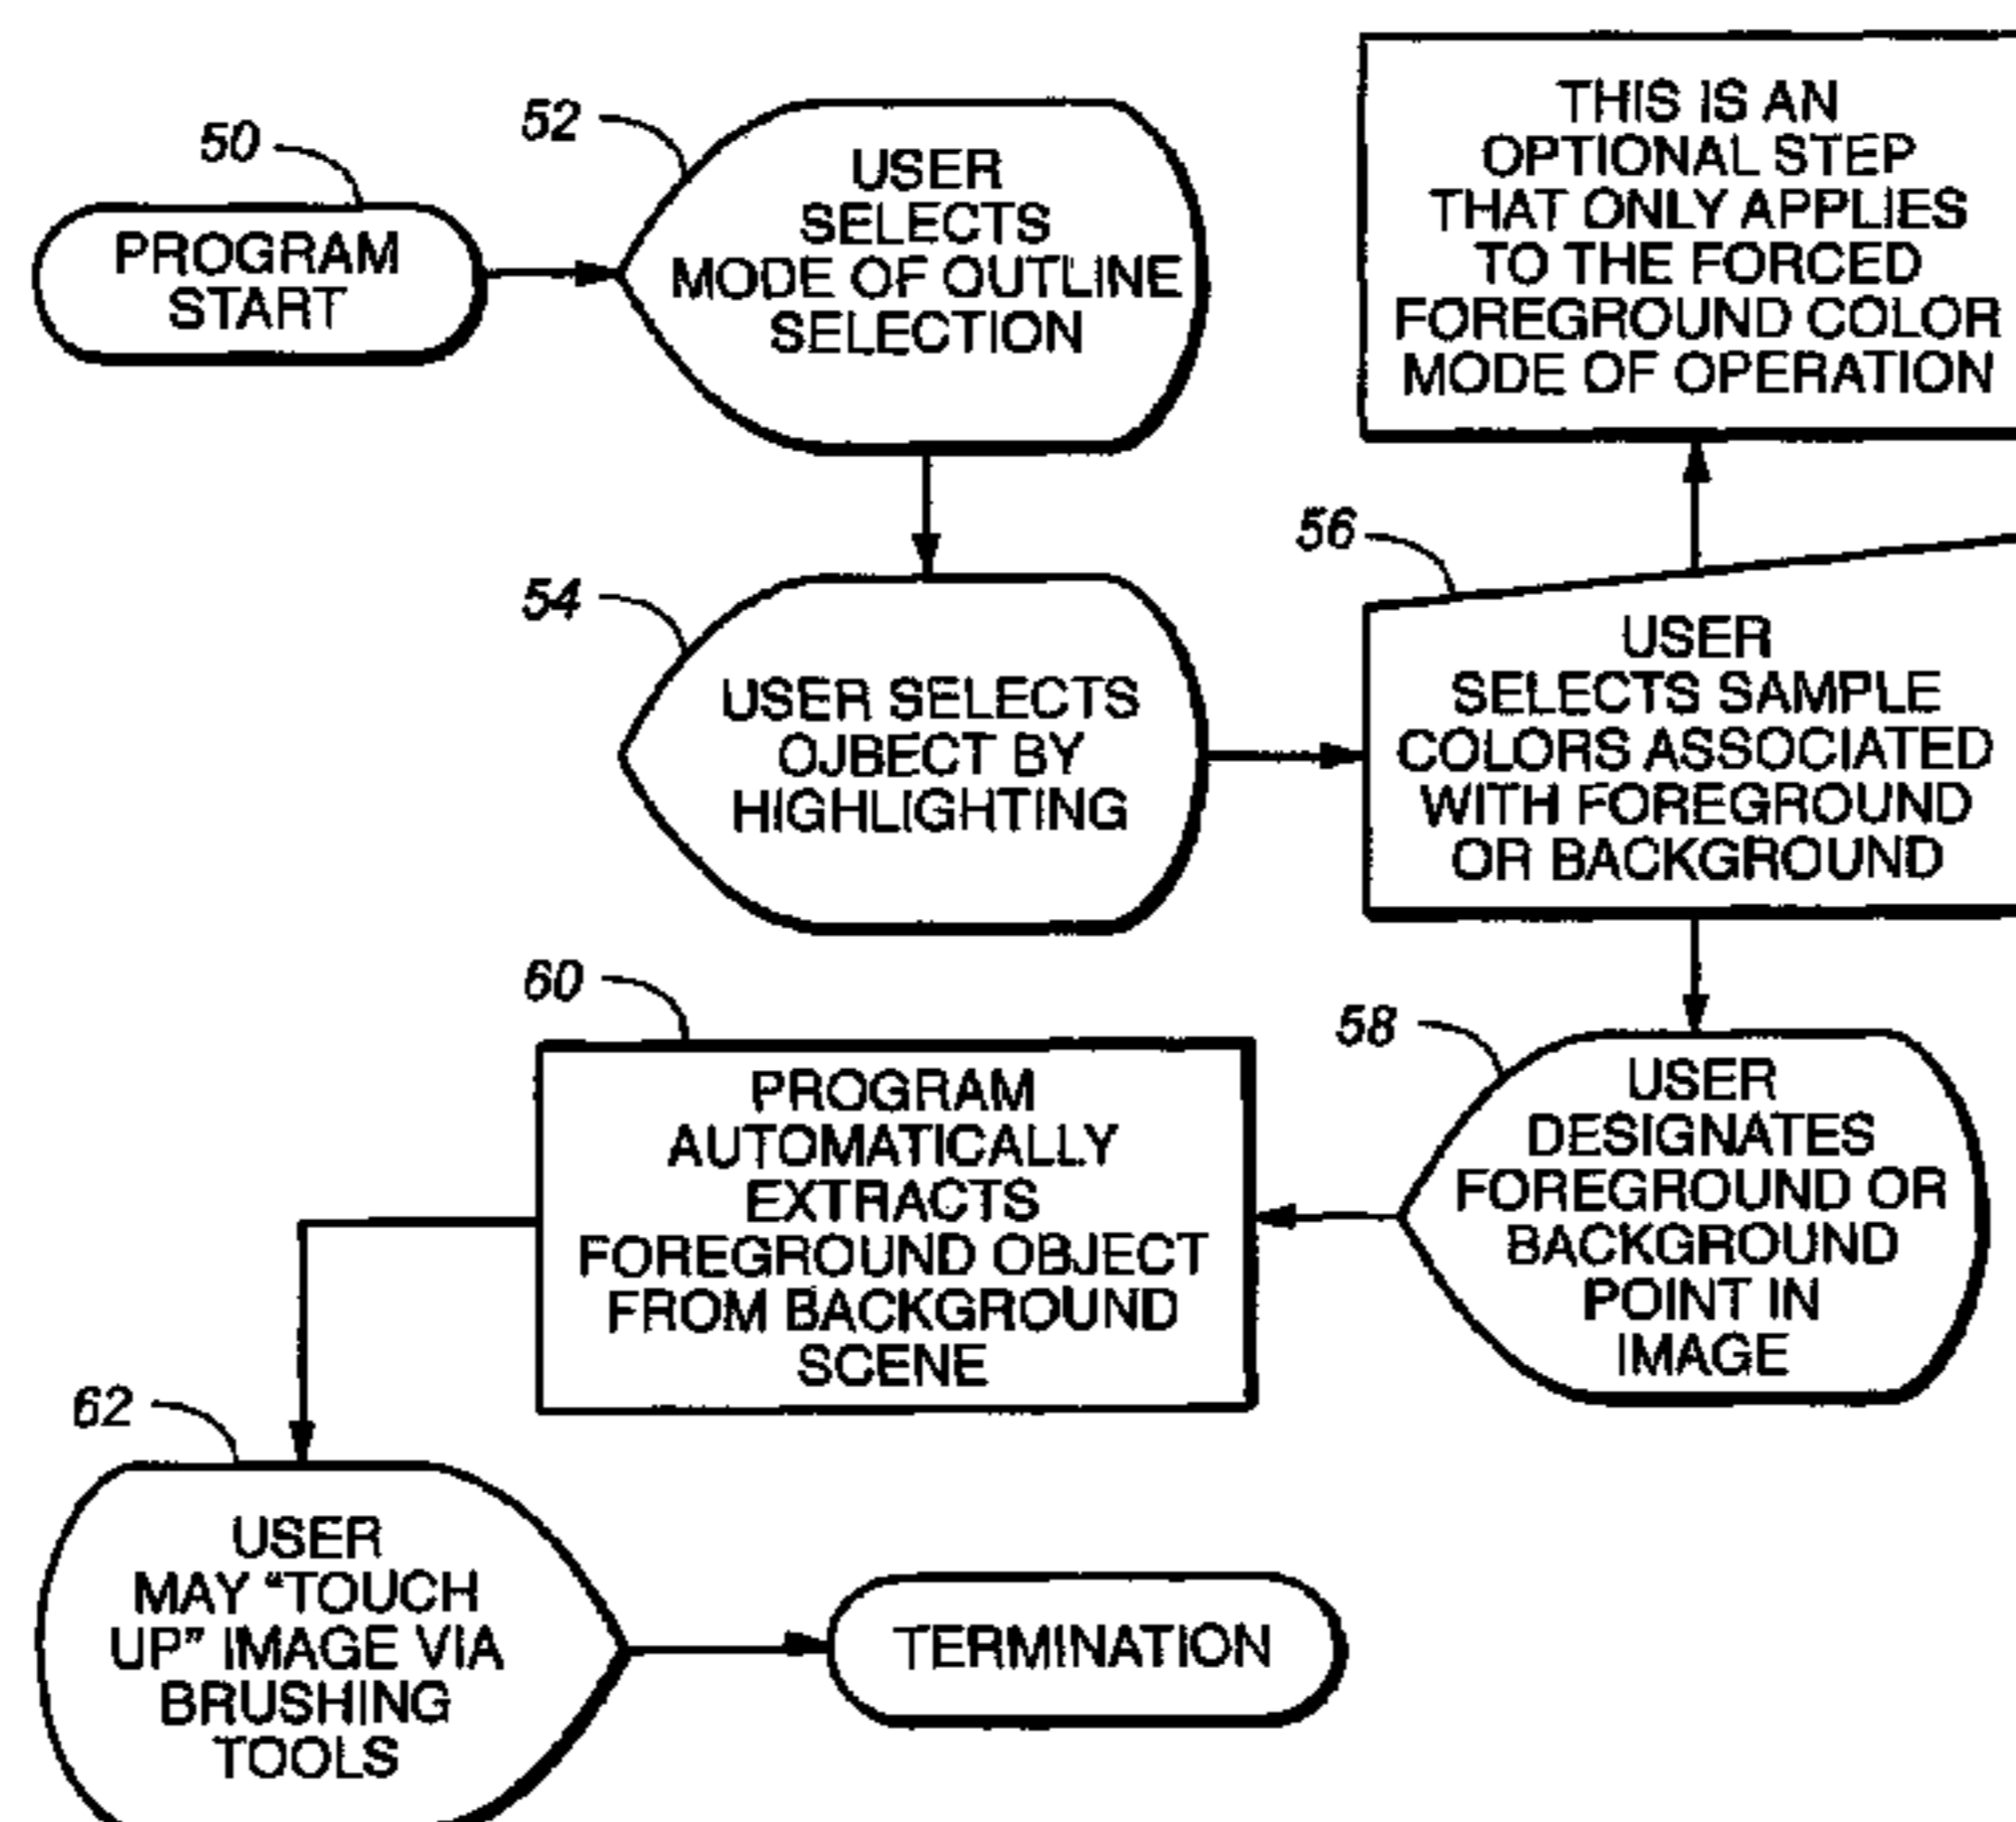 50
PROGRAM
START
52
USER
SELECTS
MODE OF OUTLINE
SELECTION
THIS IS AN
OPTIONAL STEP
THAT ONLY APPLIES
TO THE FORCED
FOREGROUND COLOR
MODE OF OPERATION
54
USER SELECTS
OJBECT BY
HIGHLIGHTING
56
USER
SELECTS SAMPLE
COLORS ASSOCIATED
WITH FOREGROUND
OR BACKGROUND
58
USER
DESIGNATES
FOREGROUND OR
BACKGROUND
POINT IN
IMAGE
60
PROGRAM
AUTOMATICALLY
EXTRACTS
FOREGROUND OBJECT
FROM BACKGROUND
SCENE
62
USER
MAY “TOUCH
UP” IMAGE VIA
BRUSHING
TOOLS
TERMINATION